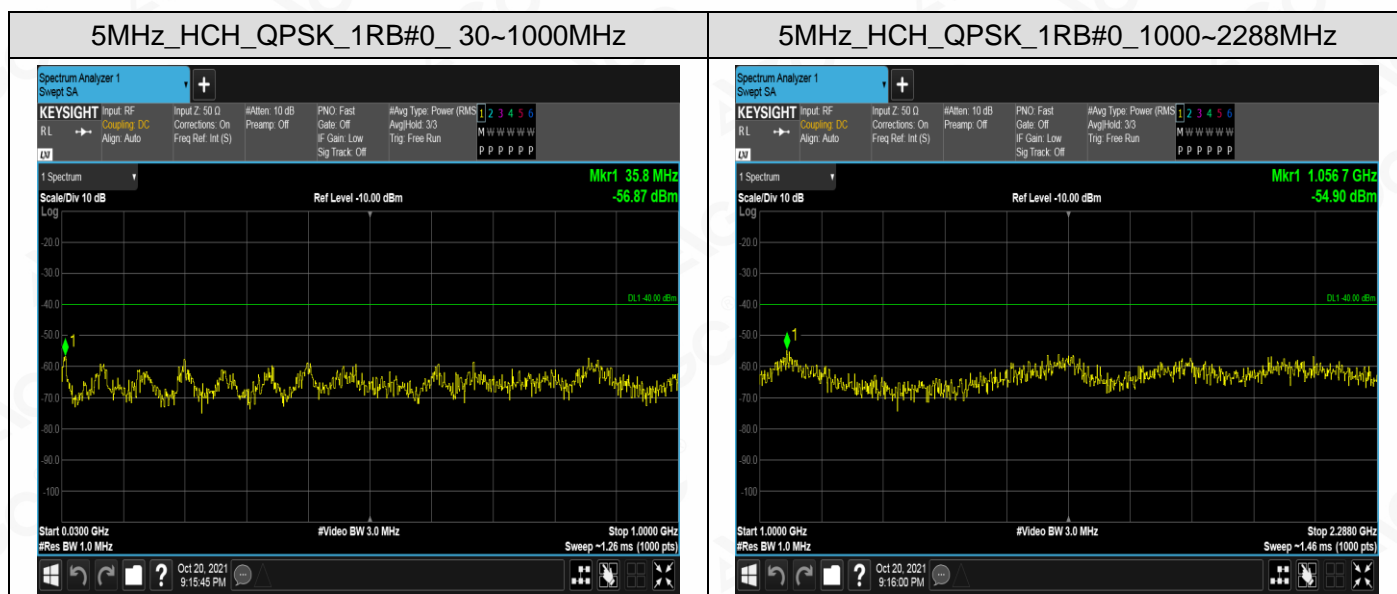 5MHz_HCH_QPSK_1RB#0_ 30~1000MHz
Spectrum Analyzer 1
Swept SA
+
KEYSIGHT Input: RF
RL
Coupling: DC
Align: Auto
LXI
Input Z: 50 Ω
Corrections: On
Freq Ref: Int (S)
#Atten: 10 dB
Preamp: Off
PNO: Fast
Gate: Off
IF Gain: Low
Sig Track: Off
#Avg Type: Power (RMS
Avg|Hold: 3/3
Trig: Free Run
1 2 3 4 5 6
M W W W W W
P P P P P P
1 Spectrum
Mkr1 35.8 MHz
Scale/Div 10 dB
Ref Level -10.00 dBm
-56.87 dBm
Log
-20.0
-30.0
-40.0
DL1 -40.00 dBm
-50.0
1
-60.0
-70.0
-80.0
-90.0
-100
Start 0.0300 GHz
#Video BW 3.0 MHz
Stop 1.0000 GHz
#Res BW 1.0 MHz
Sweep ~1.26 ms (1000 pts)
?
Oct 20, 2021
9:15:45 PM
5MHz_HCH_QPSK_1RB#0_1000~2288MHz
Spectrum Analyzer 1
Swept SA
+
KEYSIGHT Input: RF
RL
Coupling: DC
Align: Auto
LXI
Input Z: 50 Ω
Corrections: On
Freq Ref: Int (S)
#Atten: 10 dB
Preamp: Off
PNO: Fast
Gate: Off
IF Gain: Low
Sig Track: Off
#Avg Type: Power (RMS
Avg|Hold: 3/3
Trig: Free Run
1 2 3 4 5 6
M W W W W W
P P P P P P
1 Spectrum
Mkr1 1.056 7 GHz
Scale/Div 10 dB
Ref Level -10.00 dBm
-54.90 dBm
Log
-20.0
-30.0
-40.0
DL1 -40.00 dBm
-50.0
1
-60.0
-70.0
-80.0
-90.0
-100
Start 1.0000 GHz
#Video BW 3.0 MHz
Stop 2.2880 GHz
#Res BW 1.0 MHz
Sweep ~1.46 ms (1000 pts)
?
Oct 20, 2021
9:16:00 PM